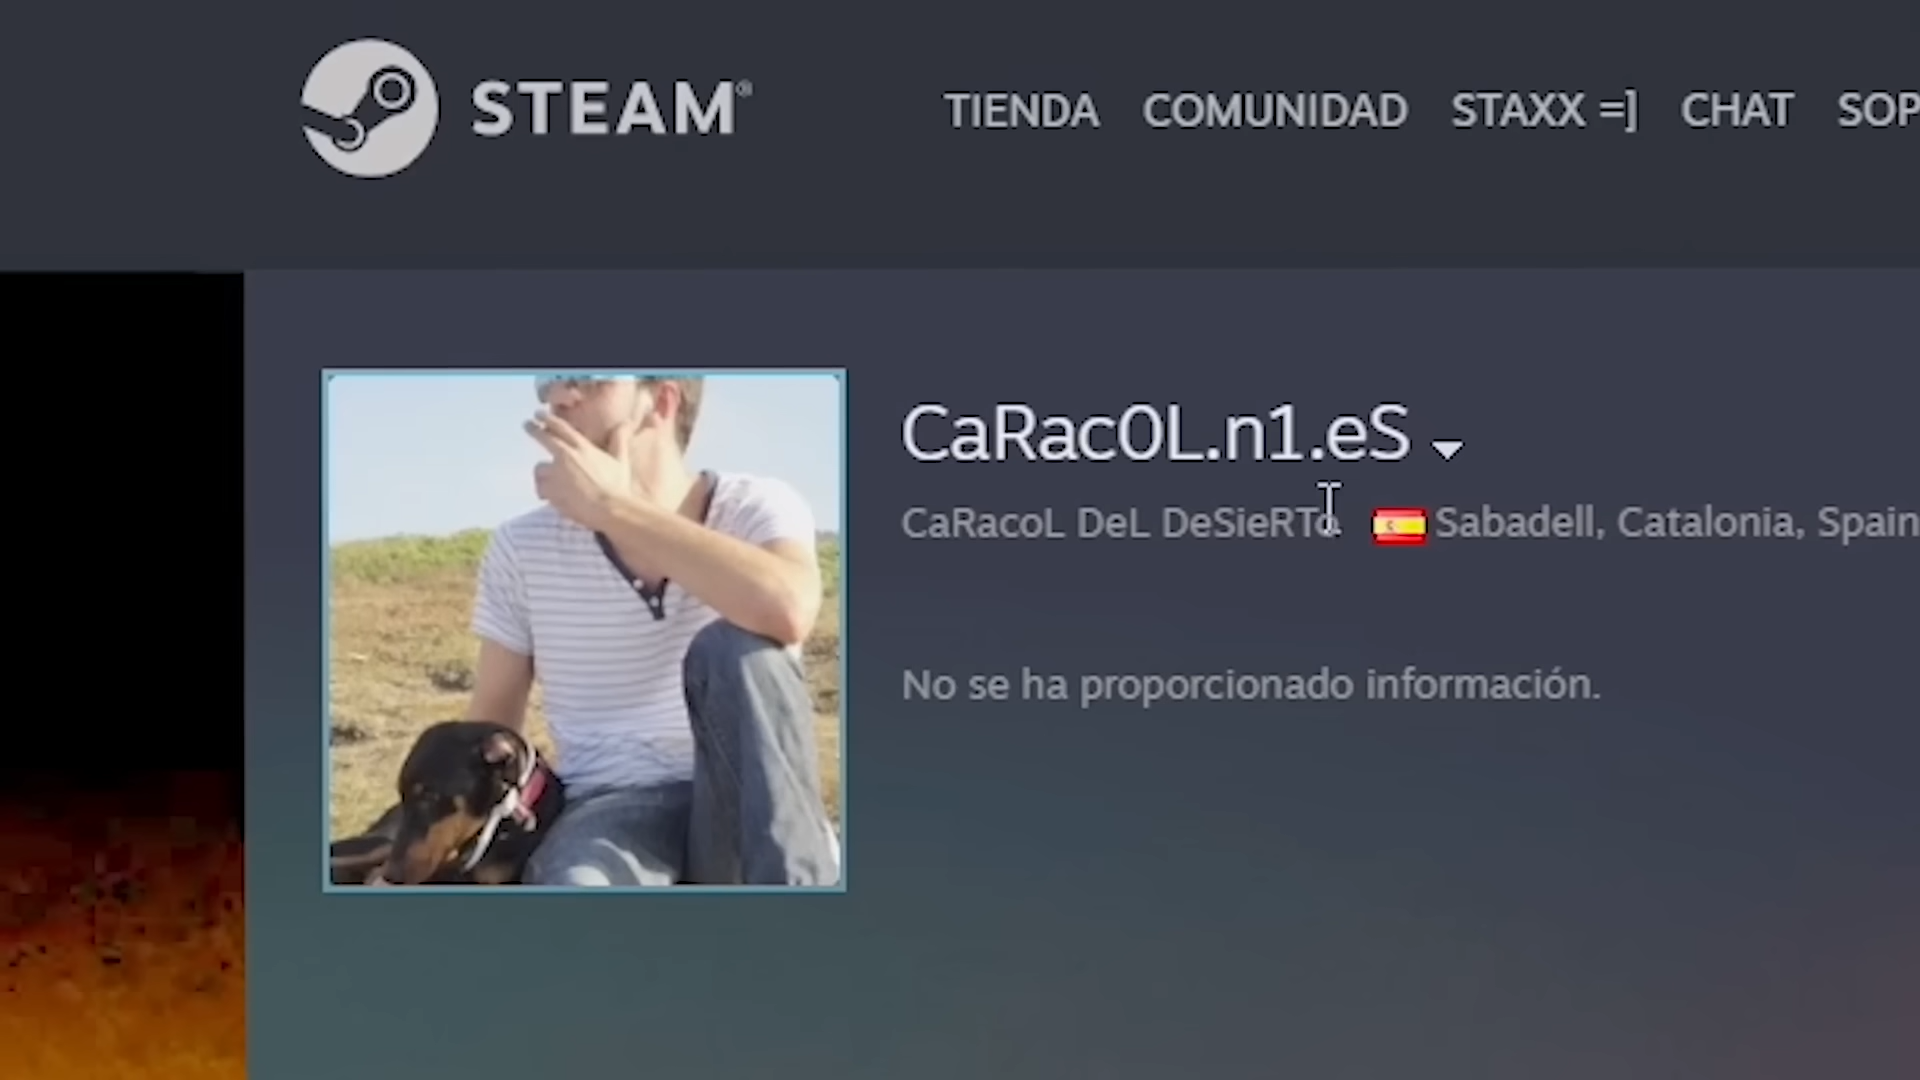 STEAM®
TIENDA COMUNIDAD STAXX =] CHAT SOP
CaRac0L.n1.eS
CaRacoL DeL DeSieRTo Sabadell, Catalonia, Spain
No se ha proporcionado información.